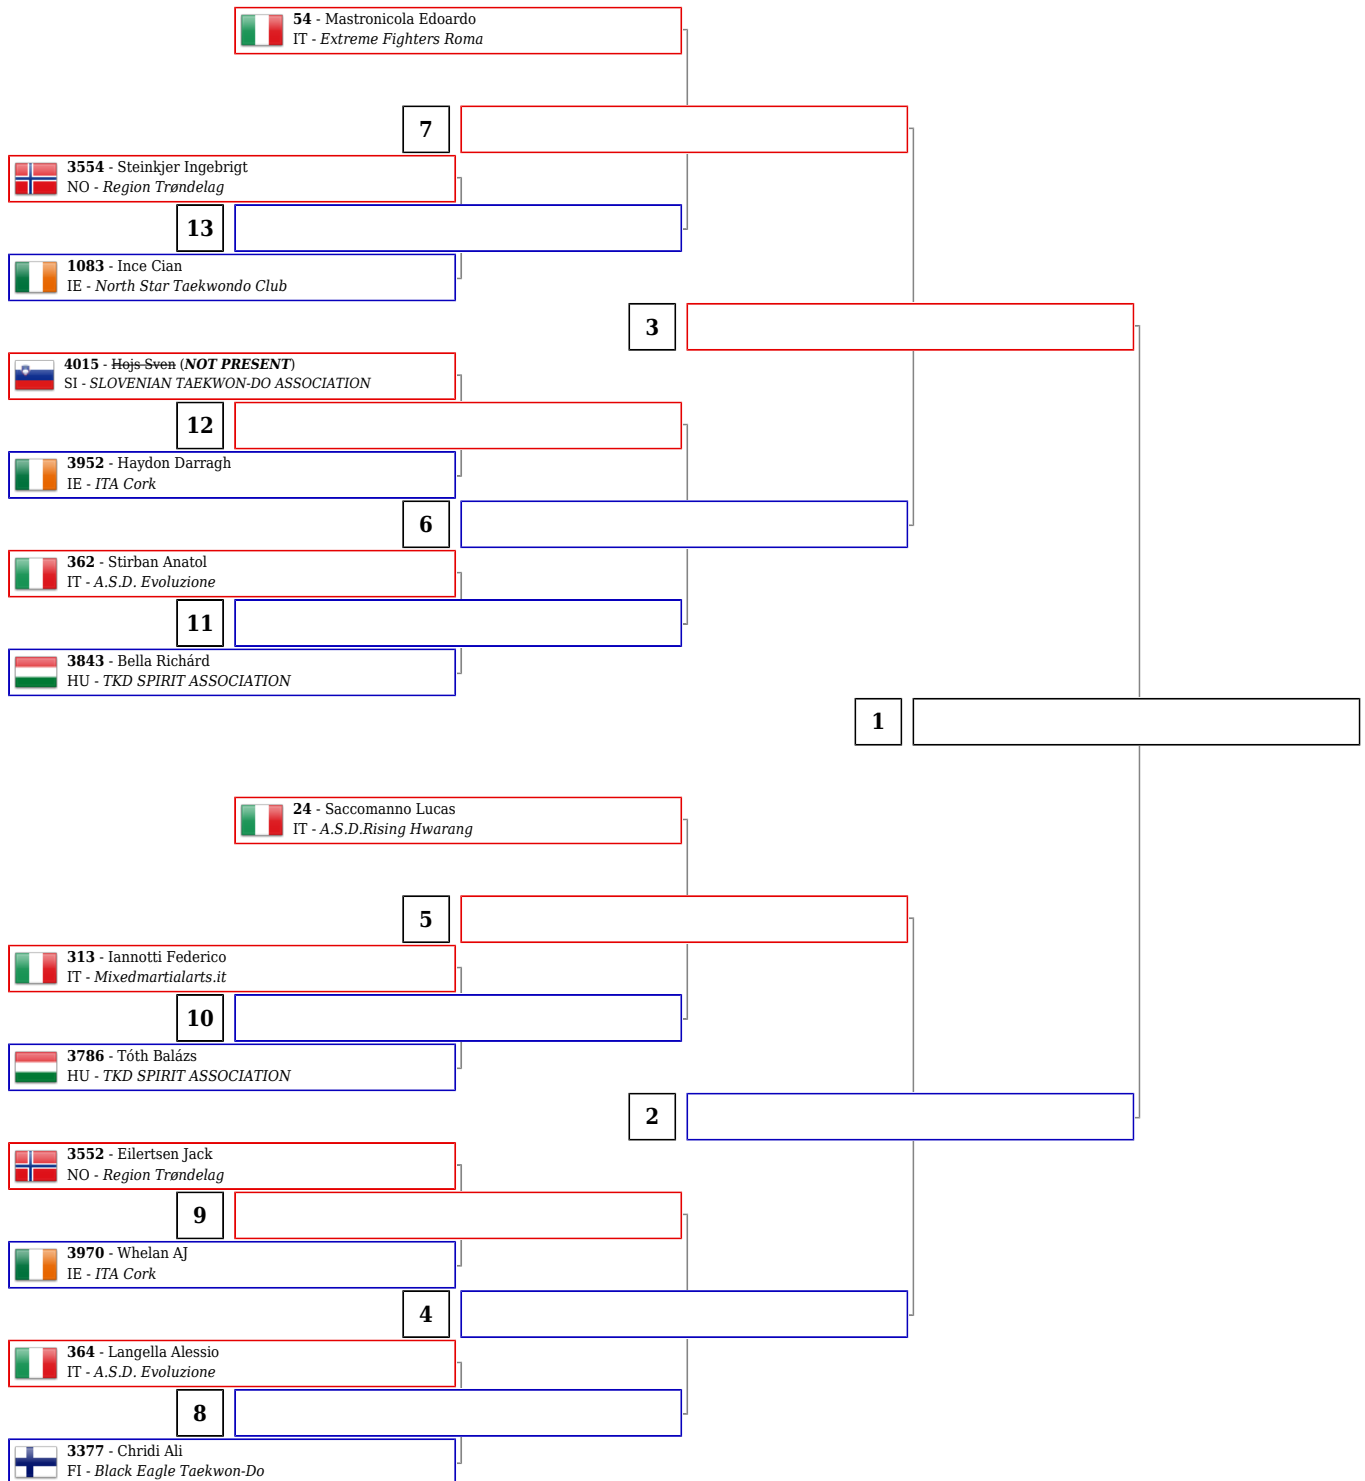 54 - Mastronicola Edoardo
IT - Extreme Fighters Roma
7
3554 - Steinkjer Ingebrigt
NO - Region Trøndelag
13
1083 - Ince Cian
IE - North Star Taekwondo Club
3
4015 - Hojs Sven (NOT PRESENT)
SI - SLOVENIAN TAEKWON-DO ASSOCIATION
12
3952 - Haydon Darragh
IE - ITA Cork
6
362 - Stirban Anatol
IT - A.S.D. Evoluzione
11
3843 - Bella Richárd
HU - TKD SPIRIT ASSOCIATION
1
24 - Saccomanno Lucas
IT - A.S.D.Rising Hwarang
5
313 - Iannotti Federico
IT - Mixedmartialarts.it
10
3786 - Tóth Balázs
HU - TKD SPIRIT ASSOCIATION
2
3552 - Eilertsen Jack
NO - Region Trøndelag
9
3970 - Whelan AJ
IE - ITA Cork
4
364 - Langella Alessio
IT - A.S.D. Evoluzione
8
3377 - Chridi Ali
FI - Black Eagle Taekwon-Do